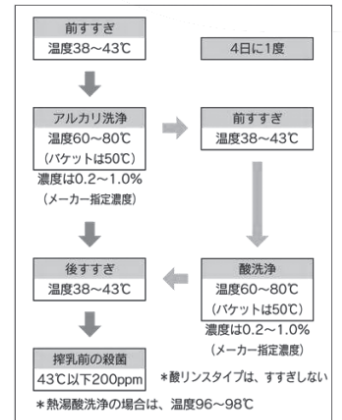 前すすぎ
温度38〜43℃
4日に1度
アルカリ洗浄
温度60〜80℃
(バケットは50℃)
濃度は0.2〜1.0%
(メーカー指定濃度)
前すすぎ
温度38〜43℃
後すすぎ
温度38〜43℃
酸洗浄
温度60〜80℃
(バケットは50℃)
濃度は0.2〜1.0%
(メーカー指定濃度)
搾乳前の殺菌
43℃以下200ppm
*酸リンスタイプは、すすぎしない
*熱湯酸洗浄の場合は、温度96〜98℃